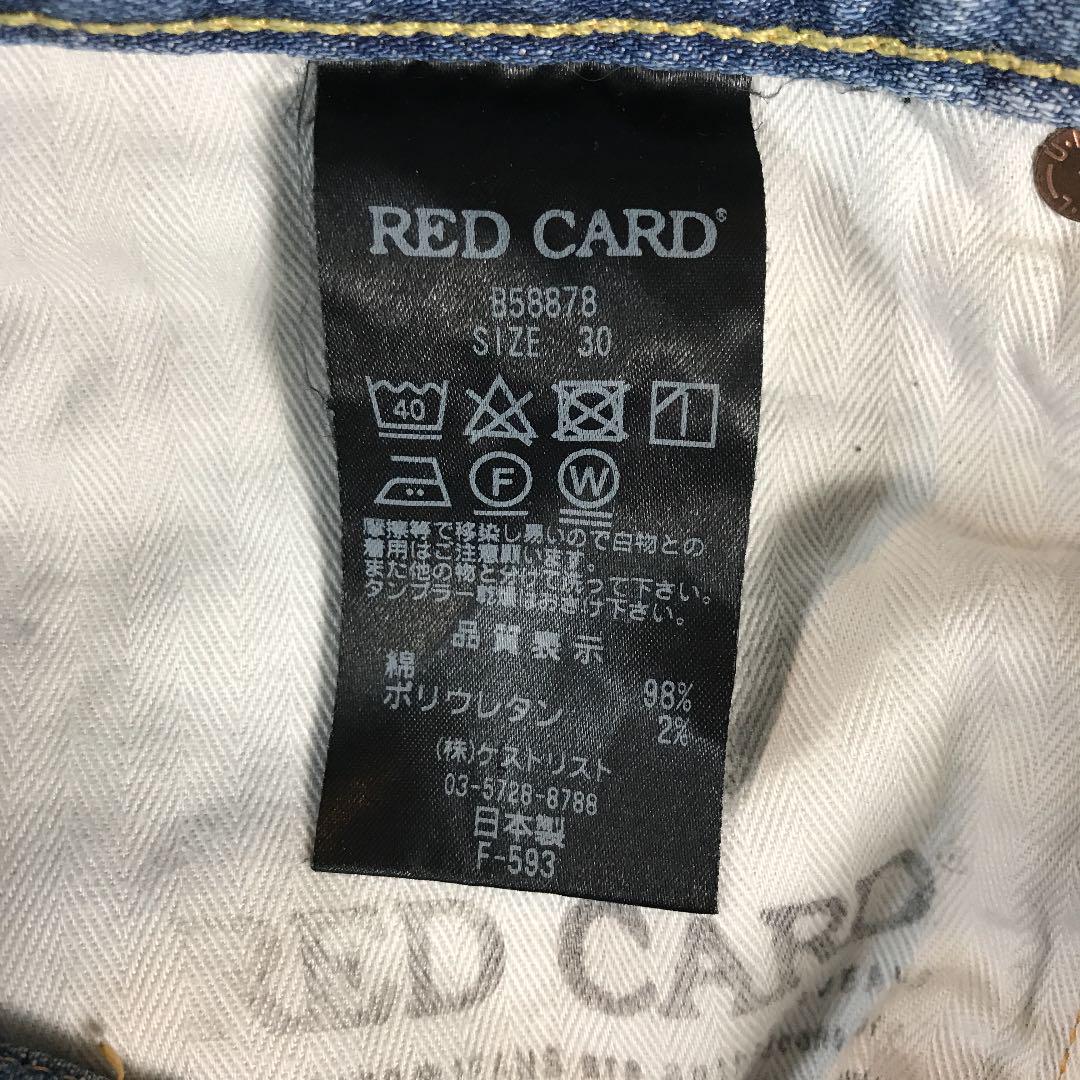 RED CARD®
B58878
SIZE 30
40
F
W
摩擦等で移染し易いので白物との
着用はご注意願います。
また他の物と分けて洗って下さい。
タンブラー乾燥はおさけ下さい。
品質表示
綿 98%
ポリウレタン 2%
(株)ゲストリスト
03-5728-8788
日本製
F-593
RED CARD